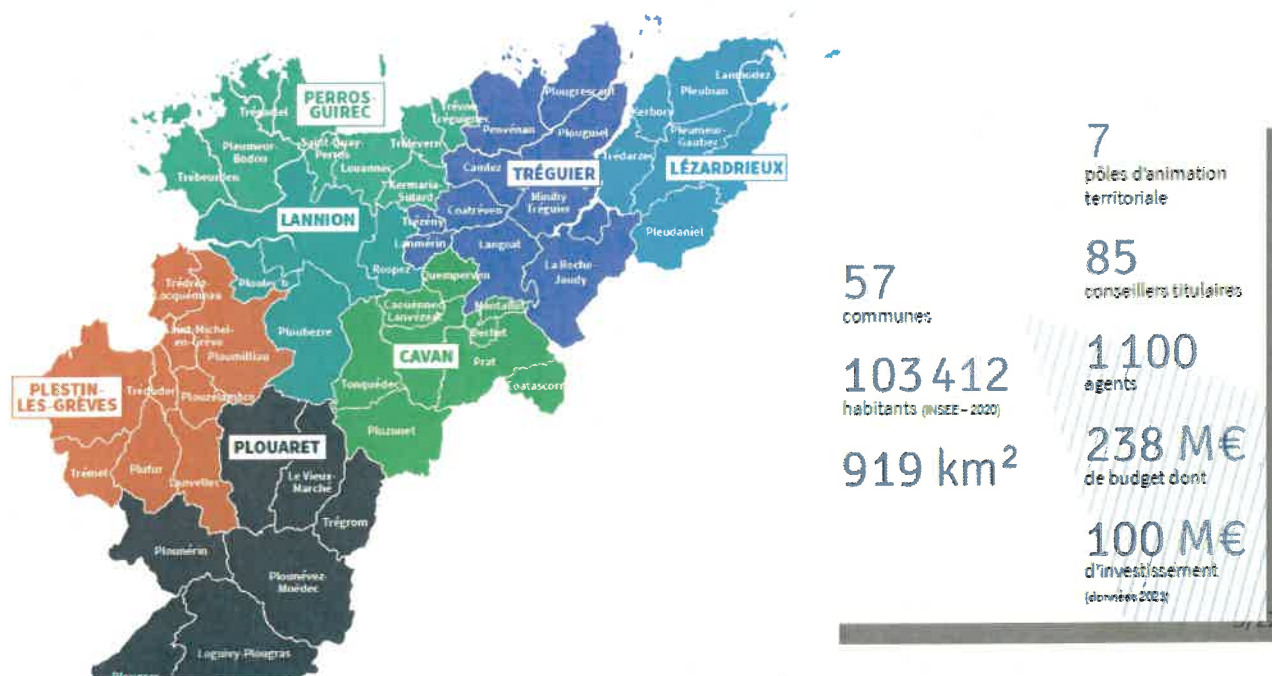 PERROS-
GUIREC
Trégastel
Pleumeur-
Bodou
Trébeurden
Saint-Quay-
Perros
Louannec
Trélévern
Trévou-
Tréguignec
Kermaria-
Sulard
LANNION
Rospez
Ploulec'h
Ploubezre
Penvénan
Plougrescant
Plouguiel
Camlez
TRÉGUIER
Minihy
Tréguier
Coatréven
Trézény
Lanmérin
Langoat
La Roche-
Jaudy
Lanmodez
Pleubian
Kerbors
Pleumeur-
Gautier
Trédarzec
LÉZARDRIEUX
Pleudaniel
Quemperven
Caouënnec
Lanvézéac
Mantallot
Berhet
CAVAN
Prat
Coatascorn
Tonquédec
Pluzunet
Trédrez-
Locquémeau
Saint-Michel-
en-Grève
Ploumilliau
PLESTIN-
LES-GRÈVES
Tréduder
Plouzélambre
Trémel
Plufur
Lanvellec
PLOUARET
Le Vieux-
Marché
Trégrom
Plounérin
Plounévez-
Moëdec
Loguivy-Plougras
57
communes
103 412
habitants (INSEE – 2020)
919 km²
7
pôles d'animation
territoriale
85
conseillers titulaires
1 100
agents
238 M€
de budget dont
100 M€
d'investissement
(données 2023)